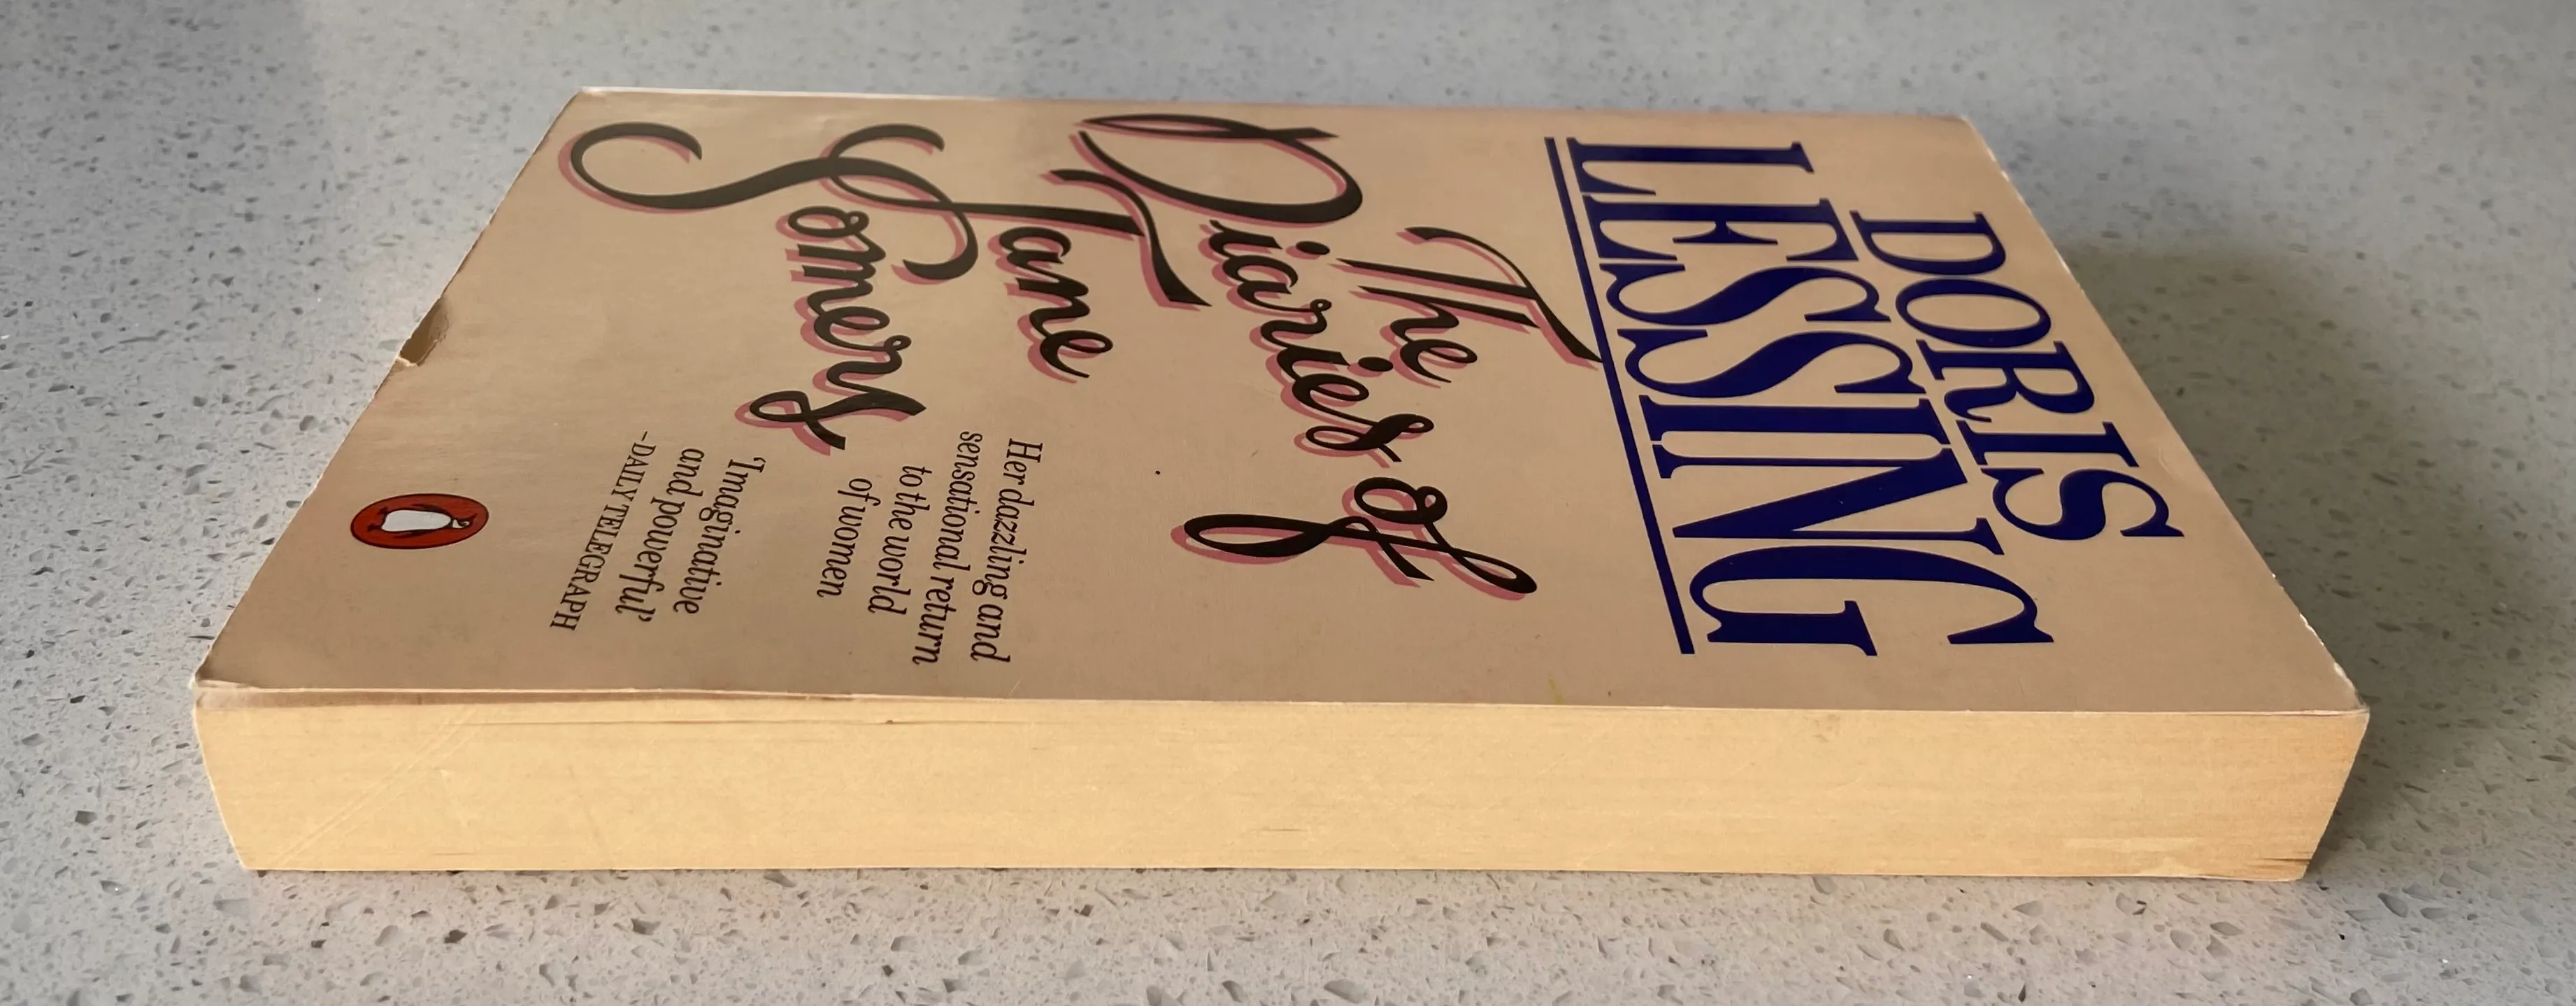 DORIS
LESSING
The
Diaries of
Jane
Somers
Her dazzling and
sensational return
to the world
of women
'Imaginative
and powerful'
-DAILY TELEGRAPH